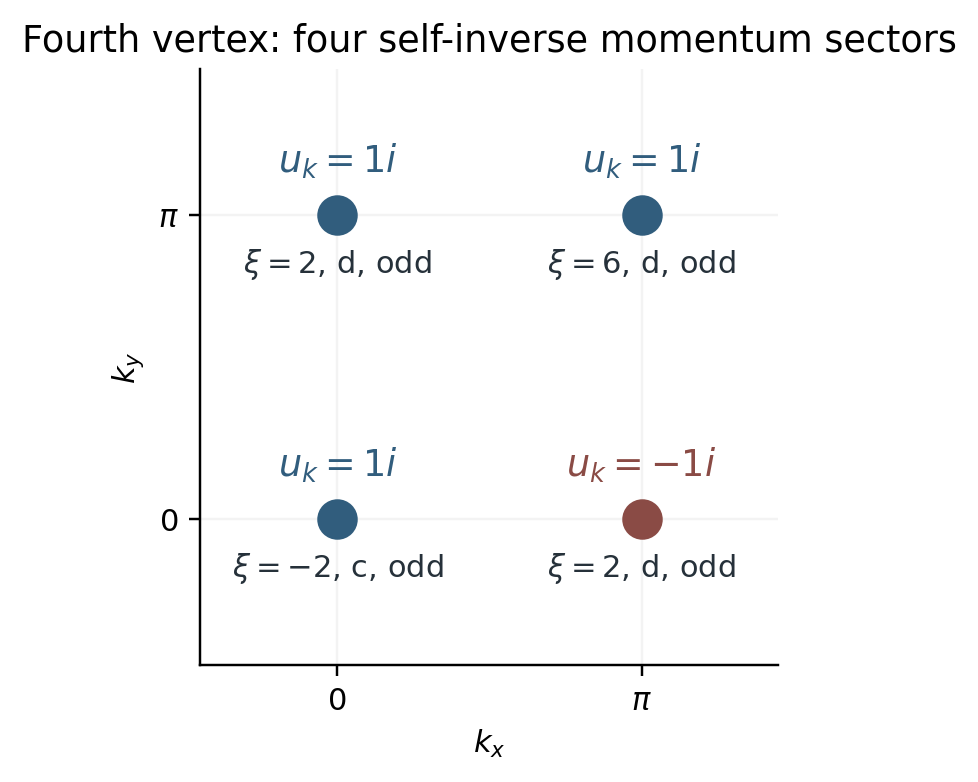 Fourth vertex: four self-inverse momentum sectors
u_k = 1i
u_k = 1i
π
ξ = 2, d, odd
ξ = 6, d, odd
k_y
u_k = 1i
u_k = −1i
0
ξ = −2, c, odd
ξ = 2, d, odd
0
π
k_x